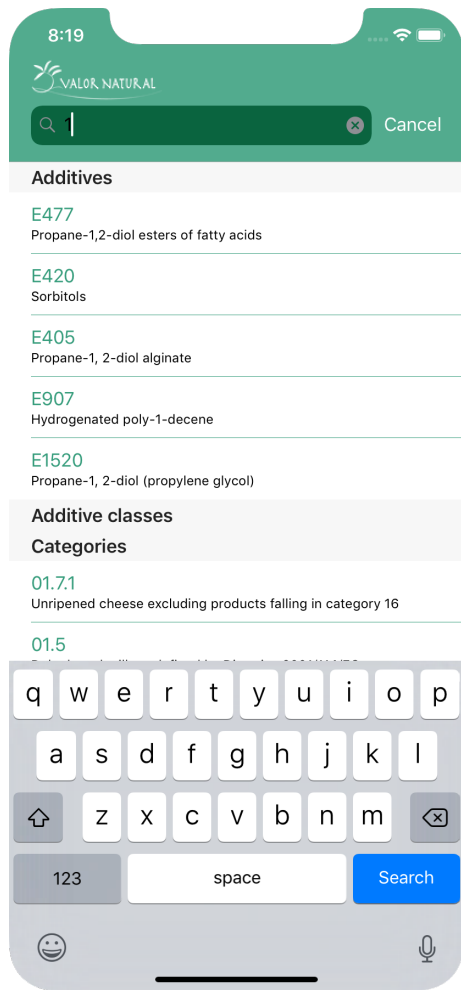 8:19
VALOR NATURAL
1
Cancel
Additives
E477
Propane-1,2-diol esters of fatty acids
E420
Sorbitols
E405
Propane-1, 2-diol alginate
E907
Hydrogenated poly-1-decene
E1520
Propane-1, 2-diol (propylene glycol)
Additive classes
Categories
01.7.1
Unripened cheese excluding products falling in category 16
01.5
q w e r t y u i o p
a s d f g h j k l
z x c v b n m
123 space Search